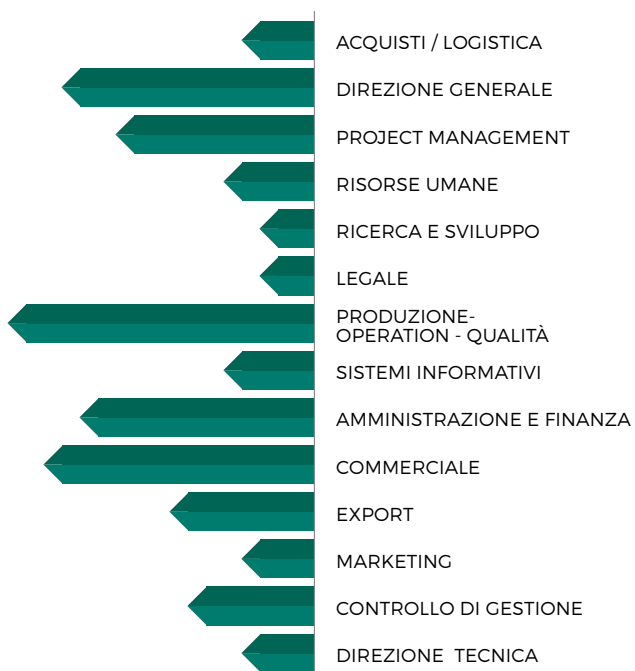 ACQUISTI / LOGISTICA
DIREZIONE GENERALE
PROJECT MANAGEMENT
RISORSE UMANE
RICERCA E SVILUPPO
LEGALE
PRODUZIONE-
OPERATION - QUALITÀ
SISTEMI INFORMATIVI
AMMINISTRAZIONE E FINANZA
COMMERCIALE
EXPORT
MARKETING
CONTROLLO DI GESTIONE
DIREZIONE TECNICA